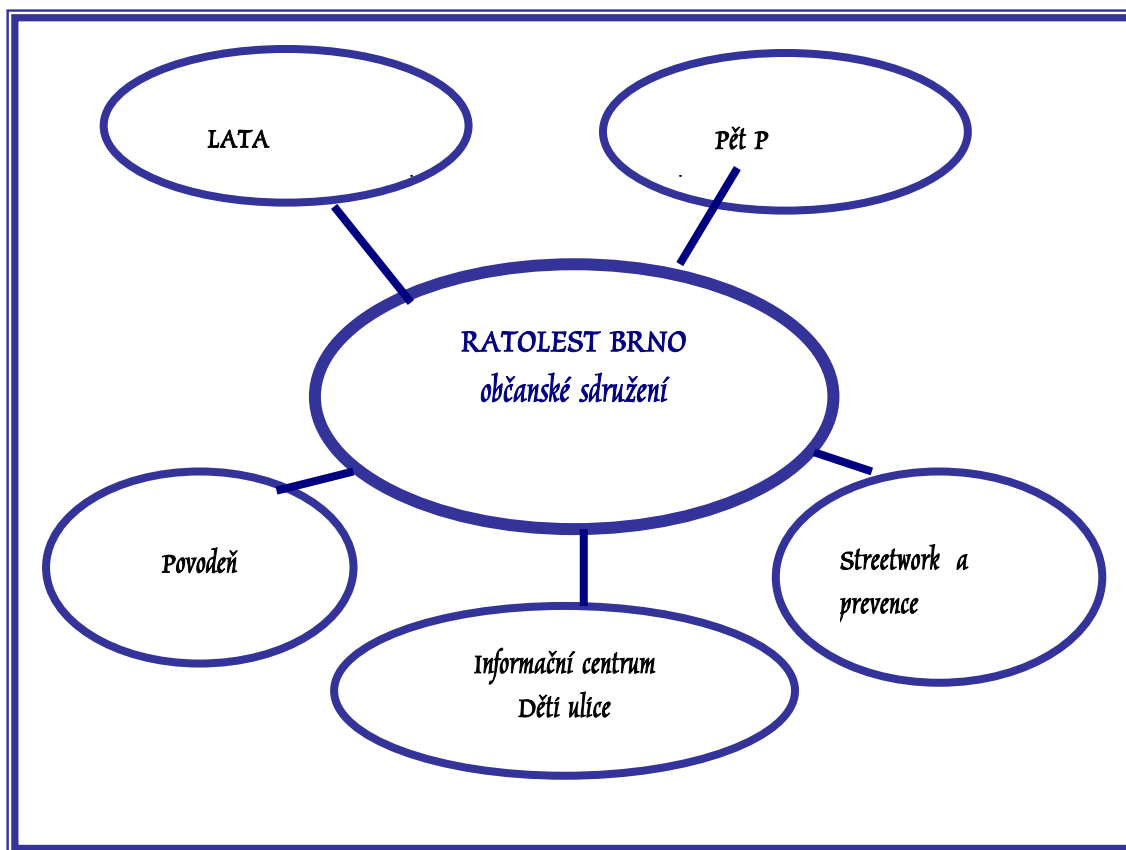 LATA
Pět P
RATOLEST BRNO
občanské sdružení
Povodeň
Streetwork a
prevence
Informační centrum
Děti ulice